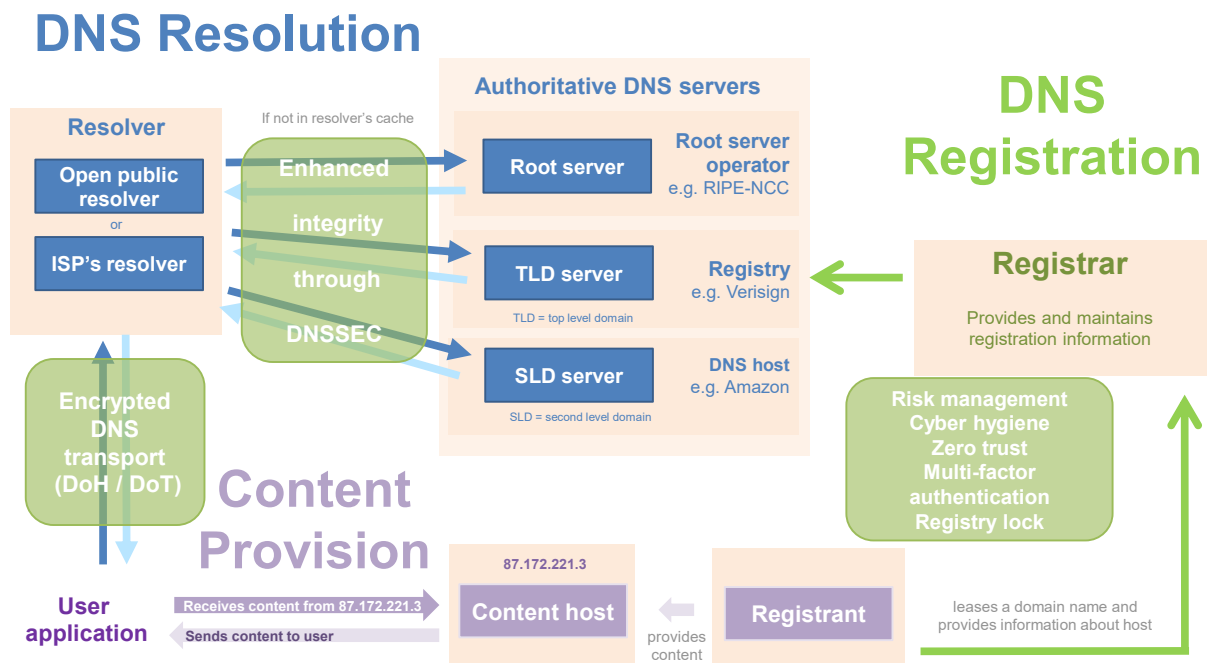 DNS Resolution
Authoritative DNS servers
DNS
Registration
If not in resolver's cache
Resolver
Open public
resolver
or
ISP's resolver
Enhanced
integrity
through
DNSSEC
Root server
Root server
operator
e.g. RIPE-NCC
TLD server
Registry
e.g. Verisign
TLD = top level domain
SLD server
DNS host
e.g. Amazon
SLD = second level domain
Registrar
Provides and maintains
registration information
Encrypted
DNS
transport
(DoH / DoT)
Risk management
Cyber hygiene
Zero trust
Multi-factor
authentication
Registry lock
Content
Provision
User
application
Receives content from 87.172.221.3
Sends content to user
87.172.221.3
Content host
provides
content
Registrant
leases a domain name and
provides information about host